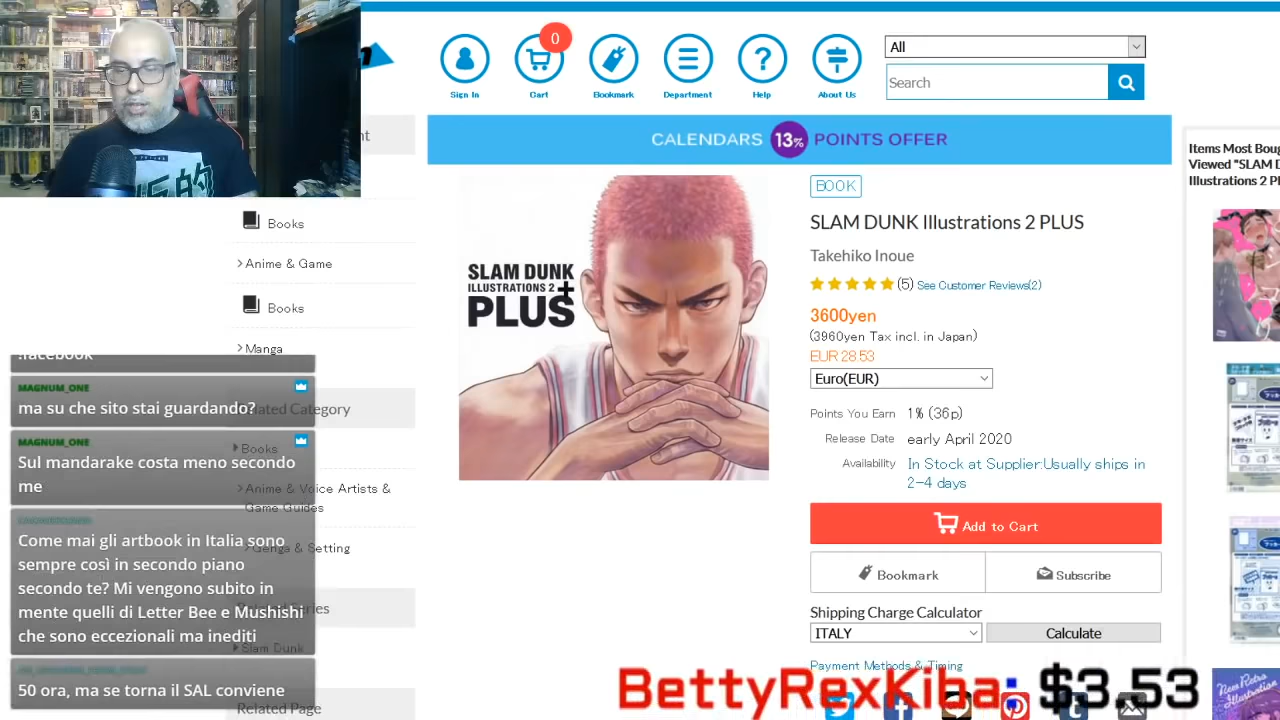 0
Sign In
Cart
Bookmark
Department
Help
About Us
All
Search
CALENDARS 13% POINTS OFFER
Books
Anime & Game
Books
Manga
Category
Books
Anime & Voice Artists &
Game Guides
& Setting
Slam Dunk
Related Page
SLAM DUNK
ILLUSTRATIONS 2 +
PLUS
BOOK
SLAM DUNK Illustrations 2 PLUS
Takehiko Inoue
(5) See Customer Reviews(2)
3600yen
(3960yen Tax incl. in Japan)
EUR 28.53
Euro(EUR)
Points You Earn 1% (36p)
Release Date early April 2020
Availability In Stock at Supplier:Usually ships in
2-4 days
Add to Cart
Bookmark
Subscribe
Shipping Charge Calculator
ITALY
Calculate
Payment Methods & Timing
Items Most Boug
Viewed "SLAM D
Illustrations 2 P
MAGNUM_ONE
ma su che sito stai guardando?
MAGNUM_ONE
Sul mandarake costa meno secondo
me
Come mai gli artbook in Italia sono
sempre così in secondo piano
secondo te? Mi vengono subito in
mente quelli di Letter Bee e Mushishi
che sono eccezionali ma inediti
50 ora, ma se torna il SAL conviene
BettyRexKiba: $3.53